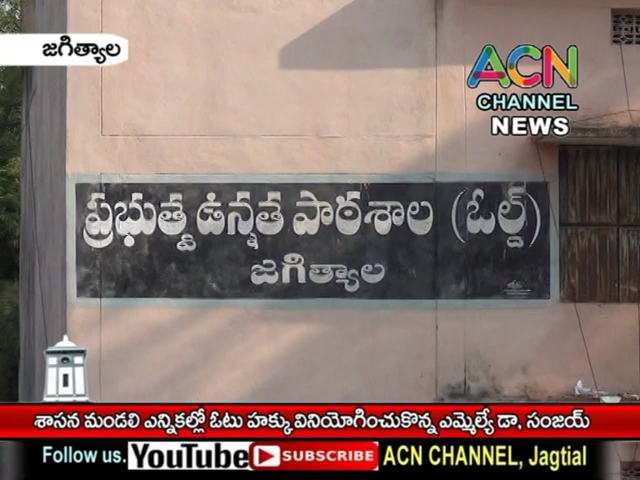 జగిత్యాల
ACN
CHANNEL
NEWS
ప్రభుత్వ ఉన్నత పాఠశాల (ఓల్డ్)
జగిత్యాల
శాసన మండలి ఎన్నికల్లో ఓటు హక్కు వినియోగించుకొన్న ఎమ్మెల్యే డా, సంజయ్
Follow us. YouTube SUBSCRIBE ACN CHANNEL, Jagtial